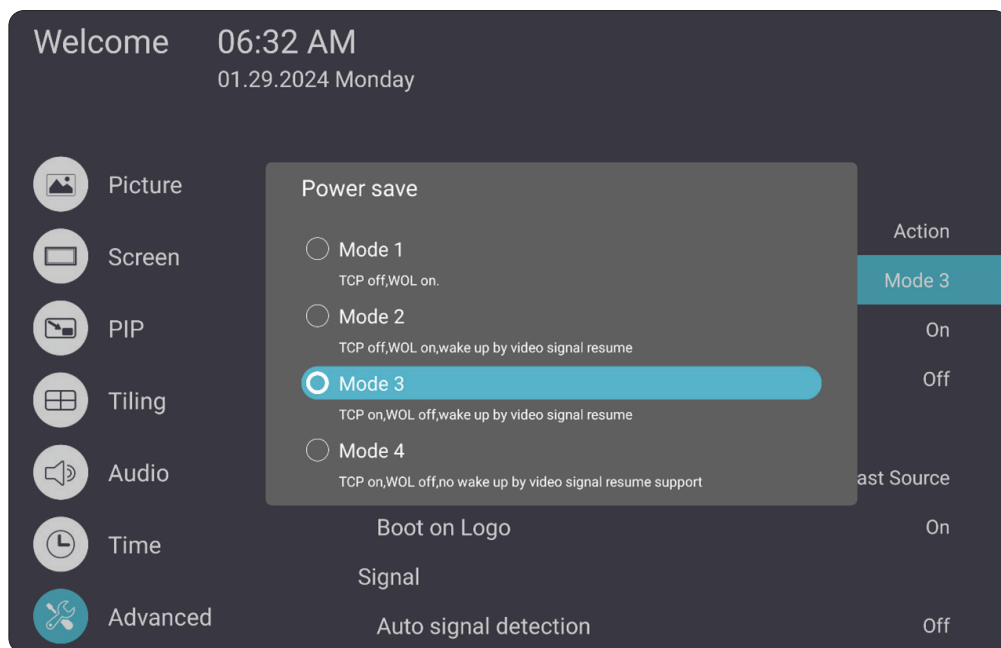 Welcome 06:32 AM
01.29.2024 Monday
Picture
Screen
PIP
Tiling
Audio
Time
Advanced
Power save
Mode 1
TCP off,WOL on.
Mode 2
TCP off,WOL on,wake up by video signal resume
Mode 3
TCP on,WOL off,wake up by video signal resume
Mode 4
TCP on,WOL off,no wake up by video signal resume support
Action
Mode 3
On
Off
ast Source
Boot on Logo On
Signal
Auto signal detection Off